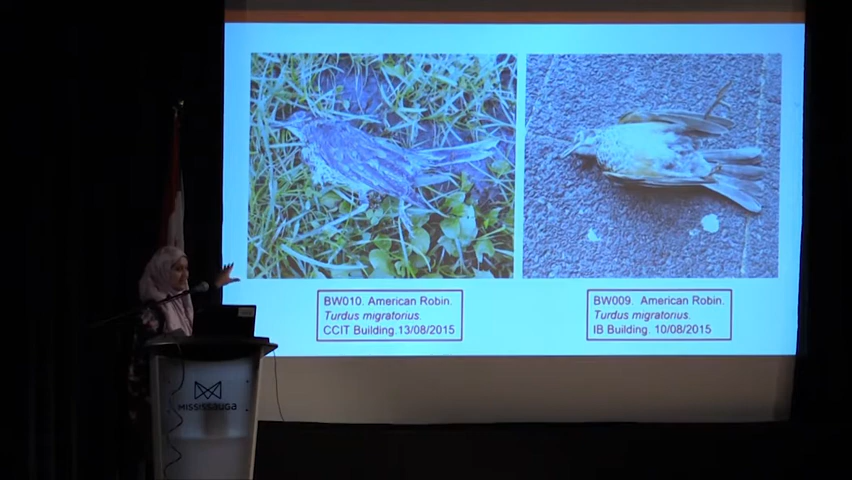 BW010. American Robin.
Turdus migratorius.
CCIT Building.13/08/2015
BW009. American Robin.
Turdus migratorius.
IB Building. 10/08/2015
MISSISSauGa